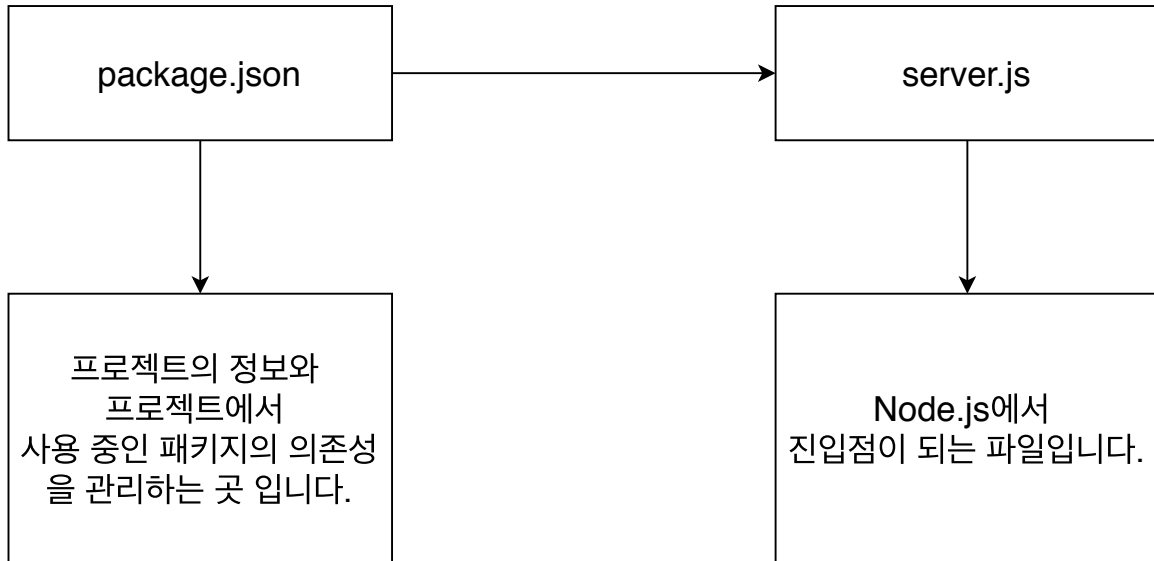 package.json
server.js
프로젝트의 정보와
프로젝트에서
사용 중인 패키지의 의존성
을 관리하는 곳 입니다.
Node.js에서
진입점이 되는 파일입니다.